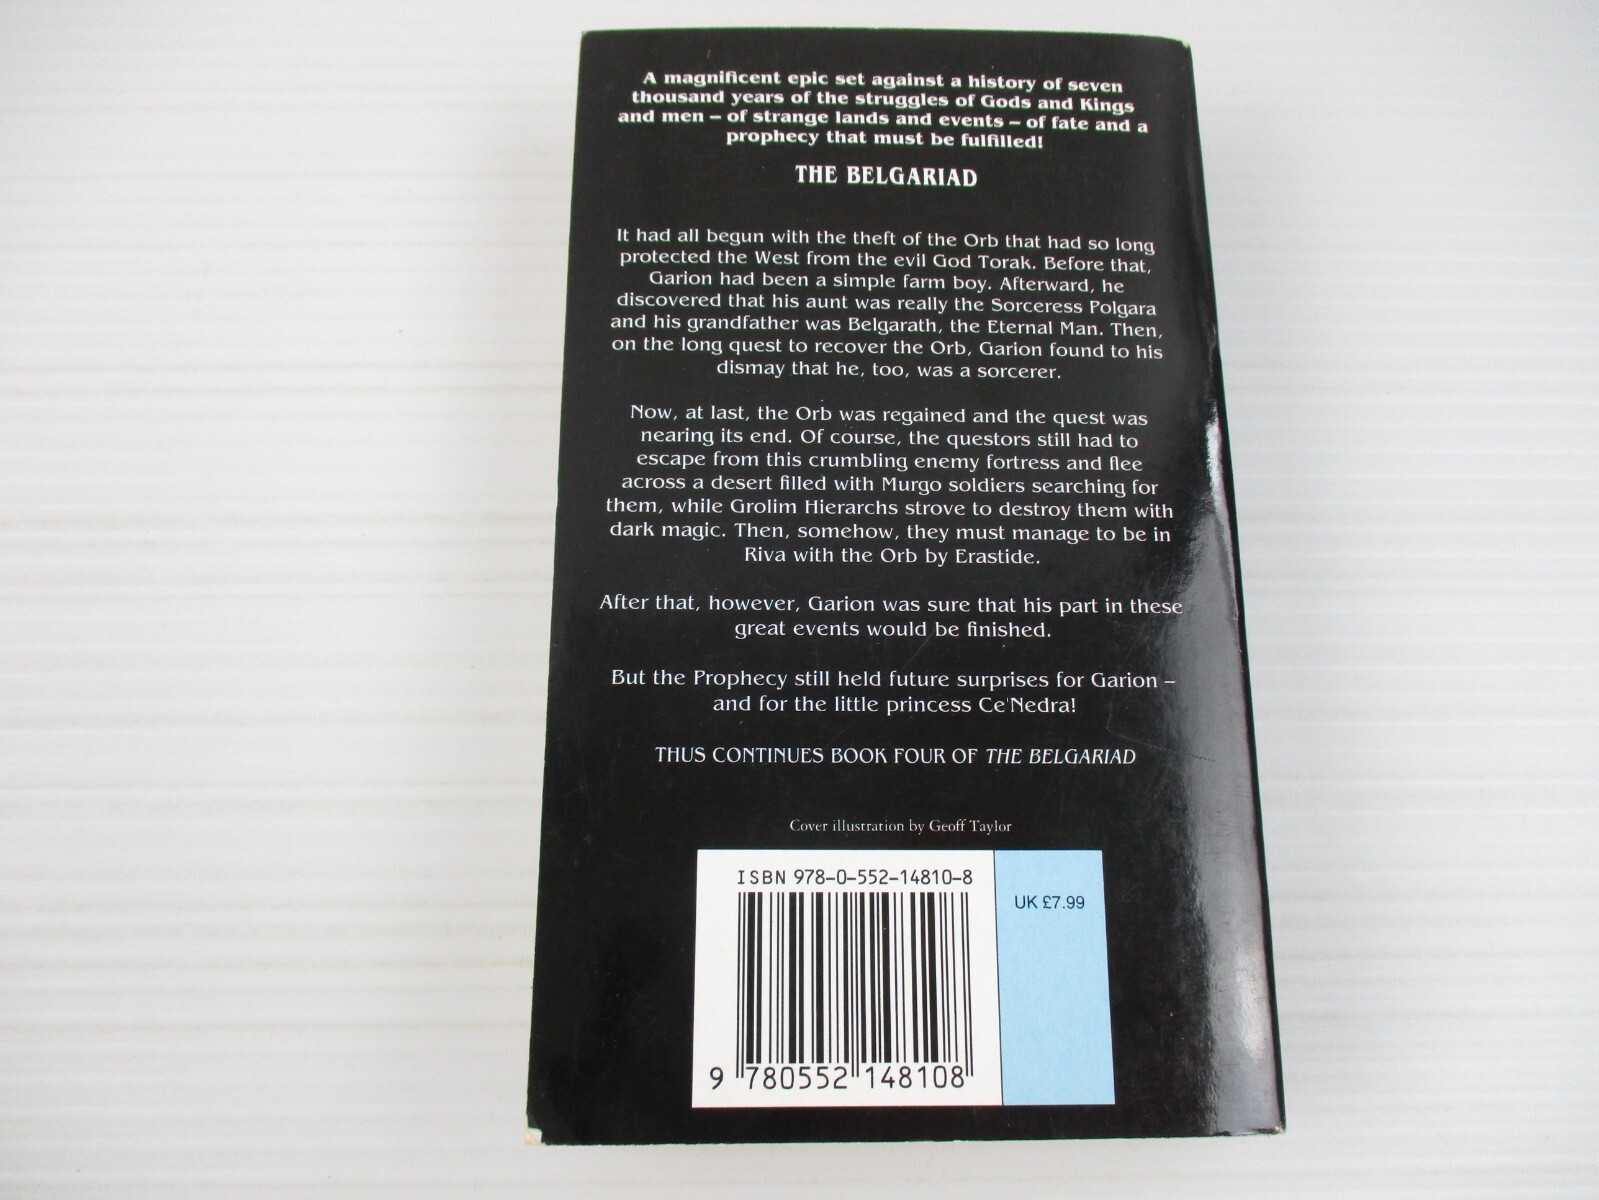 A magnificent epic set against a history of seven
thousand years of the struggles of Gods and Kings
and men – of strange lands and events – of fate and a
prophecy that must be fulfilled!
THE BELGARIAD
It had all begun with the theft of the Orb that had so long
protected the West from the evil God Torak. Before that,
Garion had been a simple farm boy. Afterward, he
discovered that his aunt was really the Sorceress Polgara
and his grandfather was Belgarath, the Eternal Man. Then,
on the long quest to recover the Orb, Garion found to his
dismay that he, too, was a sorcerer.
Now, at last, the Orb was regained and the quest was
nearing its end. Of course, the questors still had to
escape from this crumbling enemy fortress and flee
across a desert filled with Murgo soldiers searching for
them, while Grolim Hierarchs strove to destroy them with
dark magic. Then, somehow, they must manage to be in
Riva with the Orb by Erastide.
After that, however, Garion was sure that his part in these
great events would be finished.
But the Prophecy still held future surprises for Garion –
and for the little princess Ce'Nedra!
THUS CONTINUES BOOK FOUR OF THE BELGARIAD
Cover illustration by Geoff Taylor
ISBN 978-0-552-14810-8
UK £7.99
9 780552 148108